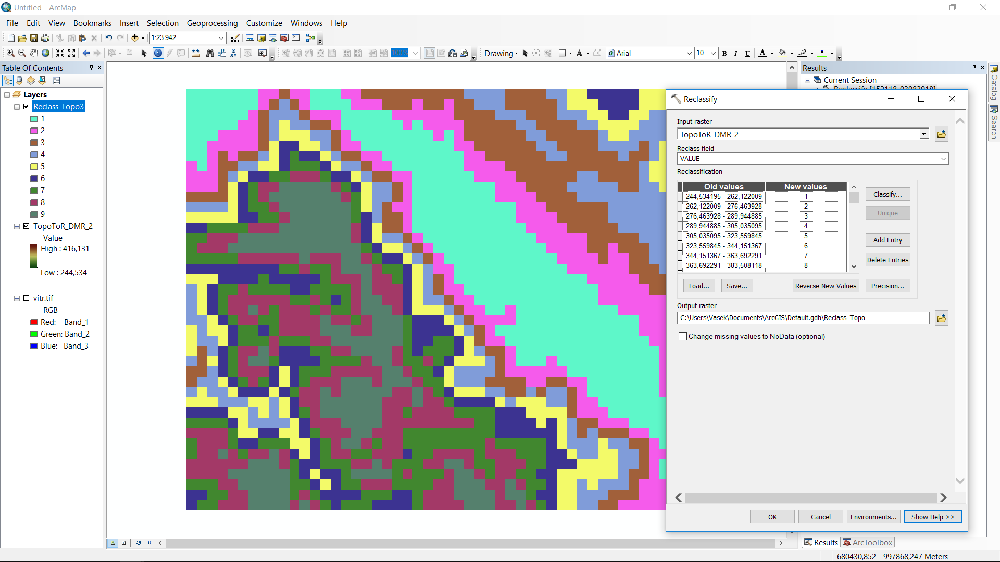 Untitled - ArcMap
File Edit View Bookmarks Insert Selection Geoprocessing Customize Windows Help
1:23 942
100%
Drawing
Arial
10
B I U A
Table Of Contents
Layers
Reclass_Topo3
1
2
3
4
5
6
7
8
9
TopoToR_DMR_2
Value
High : 416,131
Low : 244,534
vitr.tif
RGB
Red: Band_1
Green: Band_2
Blue: Band_3
Results
Current Session
Reclassify [152118_02082018]
Catalog
Search
Reclassify
Input raster
TopoToR_DMR_2
Reclass field
VALUE
Reclassification
Old values New values
244,534195 - 262,122009 1
262,122009 - 276,463928 2
276,463928 - 289,944885 3
289,944885 - 305,035095 4
305,035095 - 323,559845 5
323,559845 - 344,151367 6
344,151367 - 363,692291 7
363,692291 - 383,508118 8
Classify...
Unique
Add Entry
Delete Entries
Load... Save... Reverse New Values Precision...
Output raster
C:\Users\Vasek\Documents\ArcGIS\Default.gdb\Reclass_Topo
Change missing values to NoData (optional)
OK Cancel Environments... Show Help >>
Results ArcToolbox
-680430,852 -997868,247 Meters